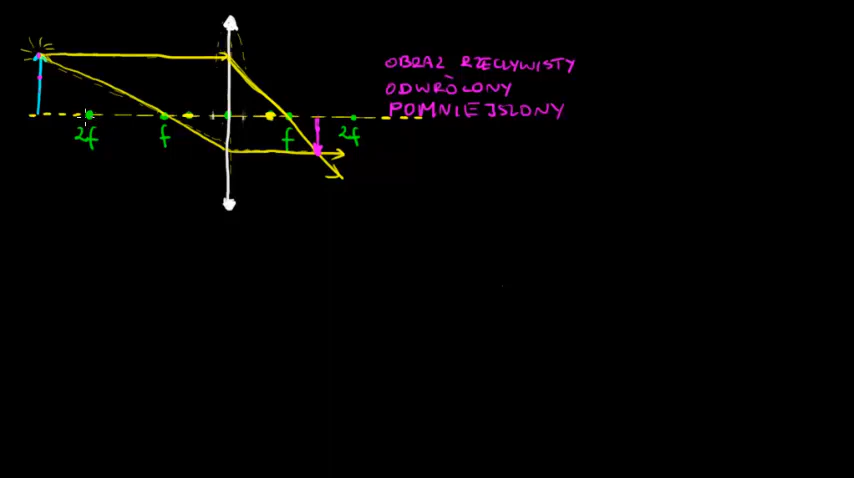 OBRAZ RZECZYWISTY
ODWRÓCONY
POMNIEJSZONY
2f f f 2f